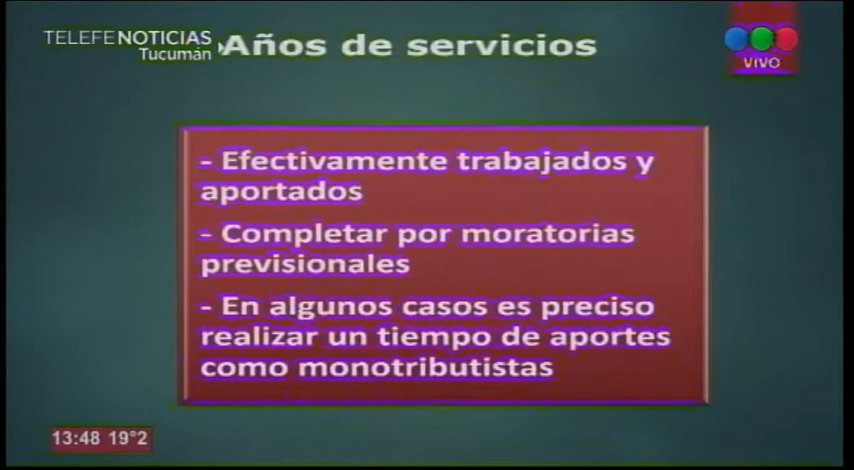 TELEFENOTICIAS
Tucumán
Años de servicios
VIVO
- Efectivamente trabajados y
aportados
- Completar por moratorias
previsionales
- En algunos casos es preciso
realizar un tiempo de aportes
como monotributistas
13:48 19°2